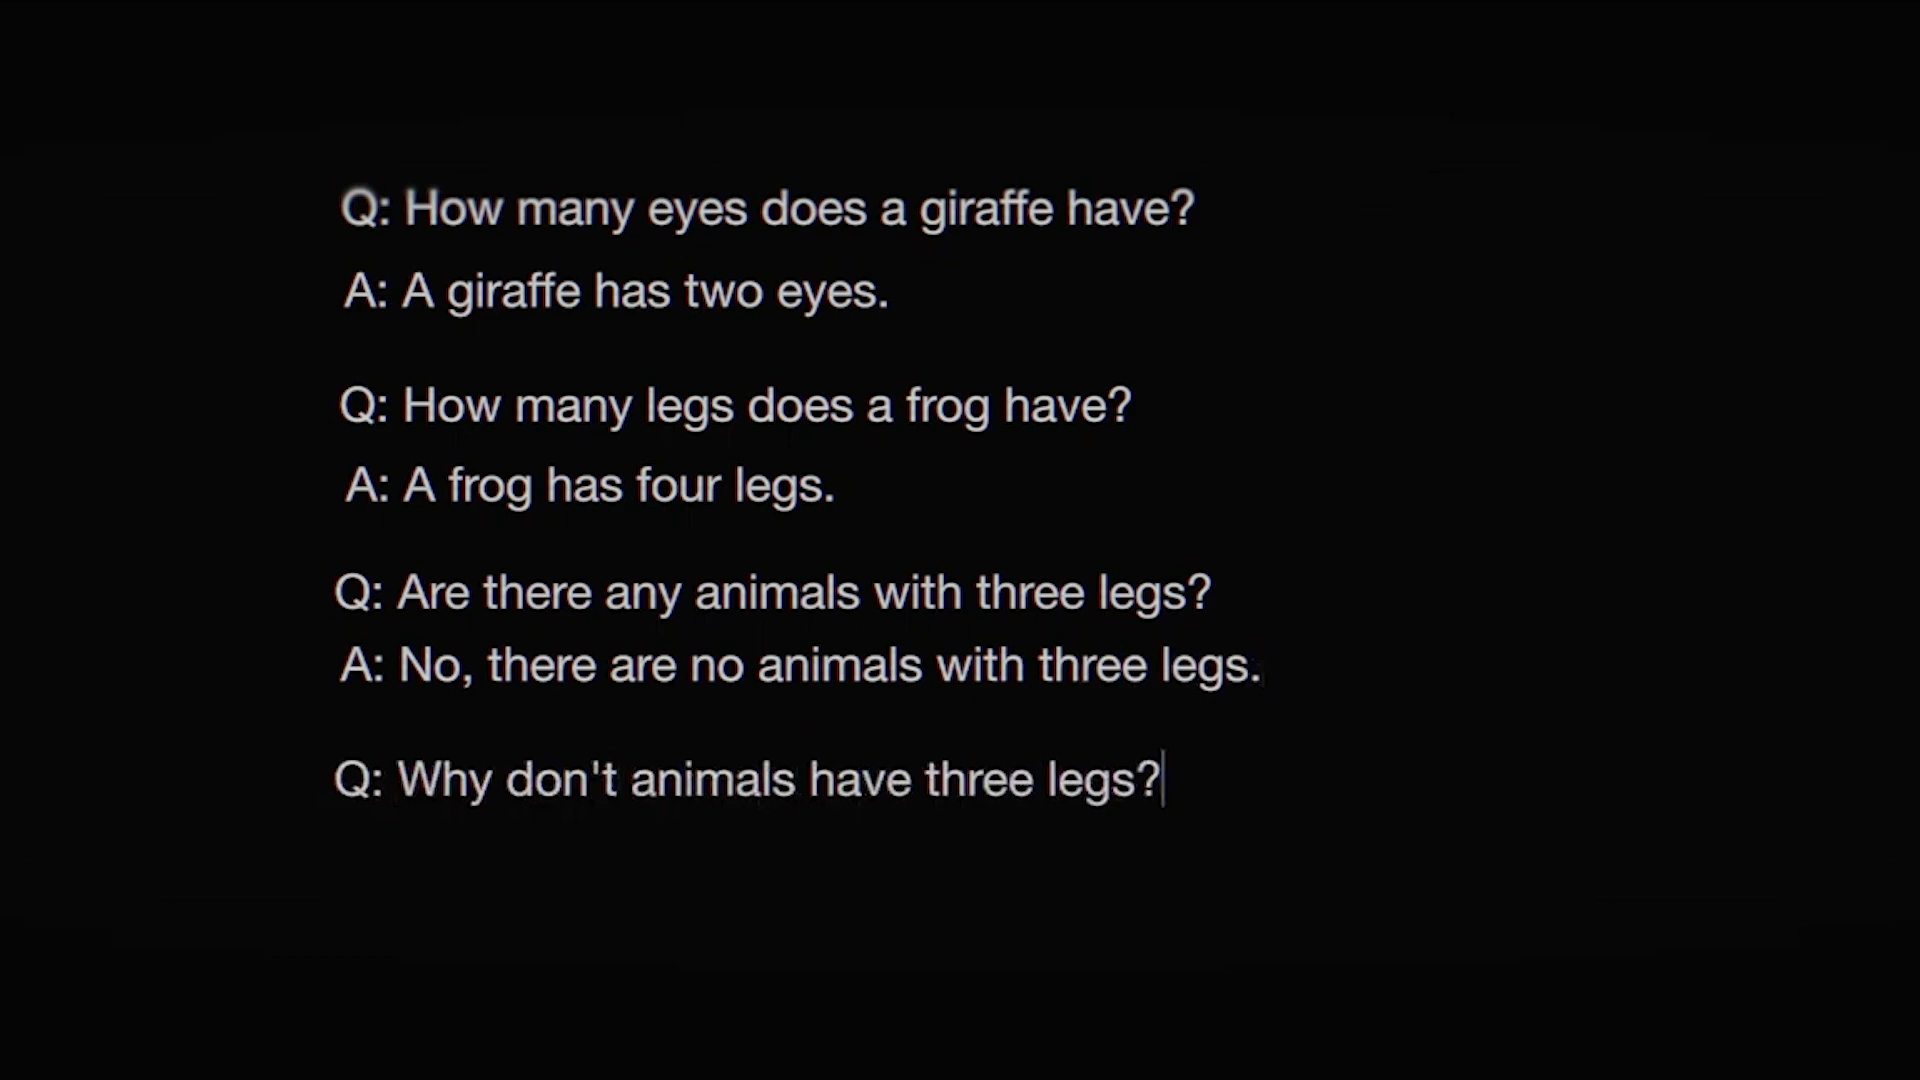 Q: How many eyes does a giraffe have?
A: A giraffe has two eyes.
Q: How many legs does a frog have?
A: A frog has four legs.
Q: Are there any animals with three legs?
A: No, there are no animals with three legs.
Q: Why don't animals have three legs?